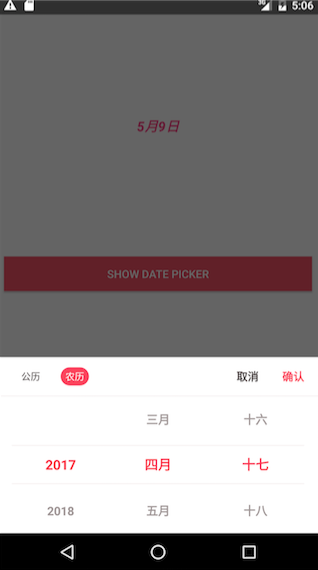 3G 5:06
5月9日
SHOW DATE PICKER
公历 农历 取消 确认
三月 十六
2017 四月 十七
2018 五月 十八